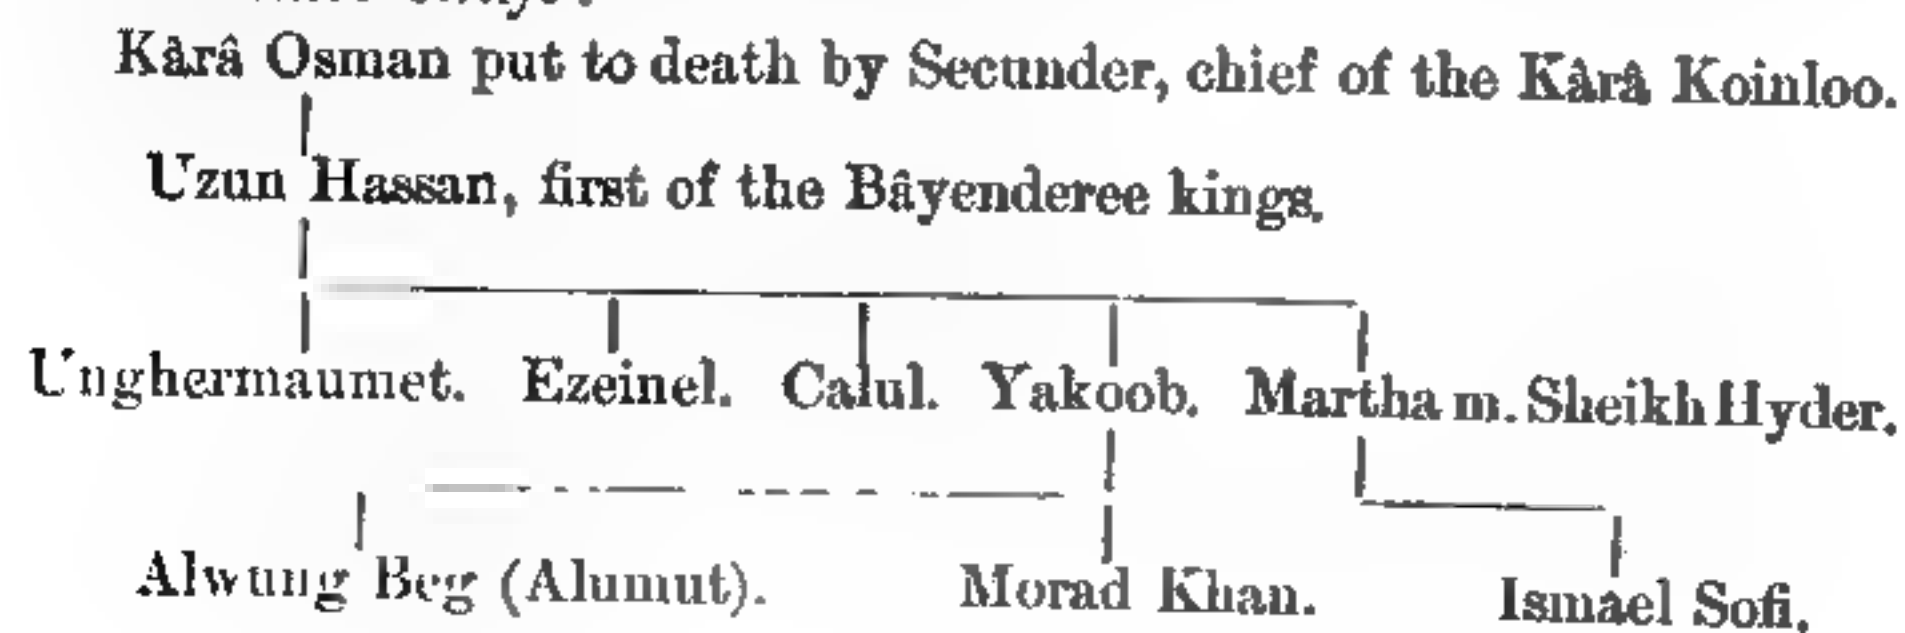 Kârâ Osman put to death by Secunder, chief of the Kârâ Koinloo.
Uzun Hassan, first of the Bâyenderee kings.
Unghermaumet. Ezeinel. Calul. Yakoob. Martha m. Sheikh Hyder.
Alwung Beg (Alumut). Morad Khan. Ismael Sofi.